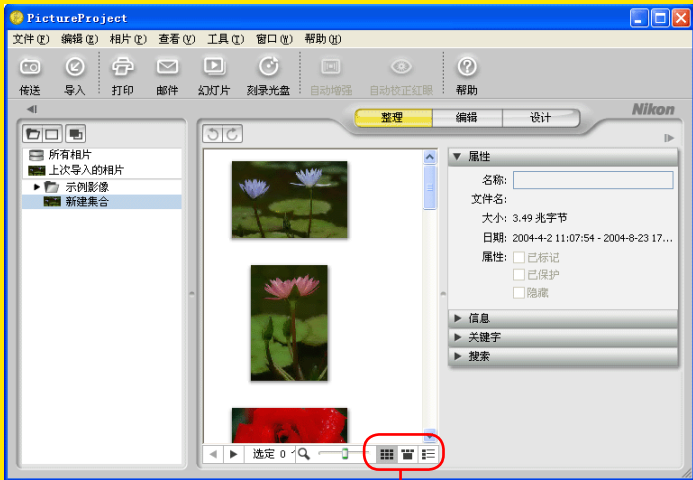 PictureProject
文件(F) 编辑(E) 相片(P) 查看(V) 工具(T) 窗口(W) 帮助(H)
传送 导入 打印 邮件 幻灯片 刻录光盘 自动增强 自动校正红眼 帮助
整理 编辑 设计
Nikon
所有相片
上次导入的相片
示例影像
新建集合
属性
名称:
文件名:
大小: 3.49 兆字节
日期: 2004-4-2 11:07:54 - 2004-8-23 17...
属性: 已标记
已保护
隐藏
信息
关键字
搜索
选定 0